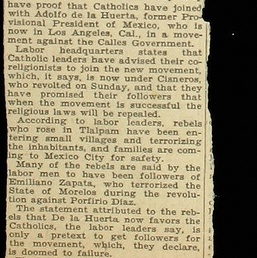 have proof that Catholics have joined
with Adolfo de la Huerta, former Pro-
visional President of Mexico, who is
now in Los Angeles, Cal., in a move-
ment against the Calles Government.
Labor headquarters states that
Catholic leaders have advised their co-
religionists to join the new movement,
which, it says, is now under Cisneros,
who revolted on Sunday, and that they
have promised their followers that
when the movement is successful the
religious laws will be repealed.
According to labor leaders, rebels
who rose in Tlalpam have been en-
tering small villages and terrorizing
the inhabitants, and families are com-
ing to Mexico City for safety.
Many of the rebels are said by the
labor men to have been followers of
Emiliano Zapata, who terrorized the
State of Morelos during the revolu-
tion against Porfirio Diaz.
The statement attributed to the reb-
els that De la Huerta now favors the
Catholics, the labor leaders say, is
only a pretext to get followers for
the movement, which, they declare,
is doomed to failure.